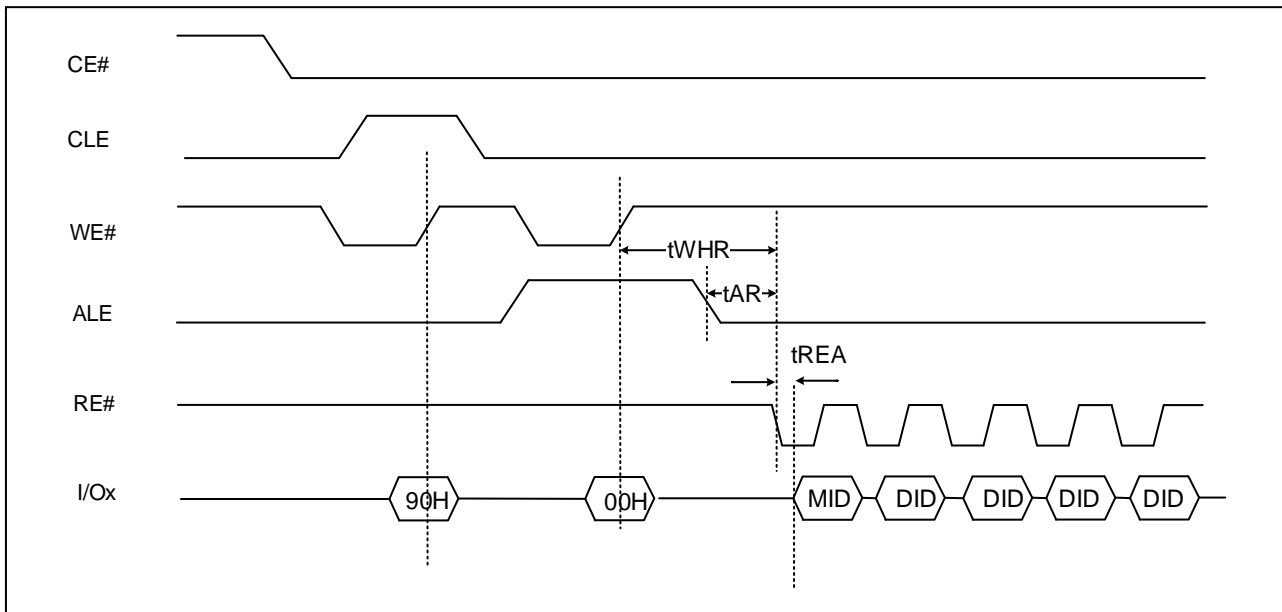 CE#
CLE
WE#
tWHR
ALE
tAR
tREA
RE#
I/Ox
90H
00H
MID
DID
DID
DID
DID